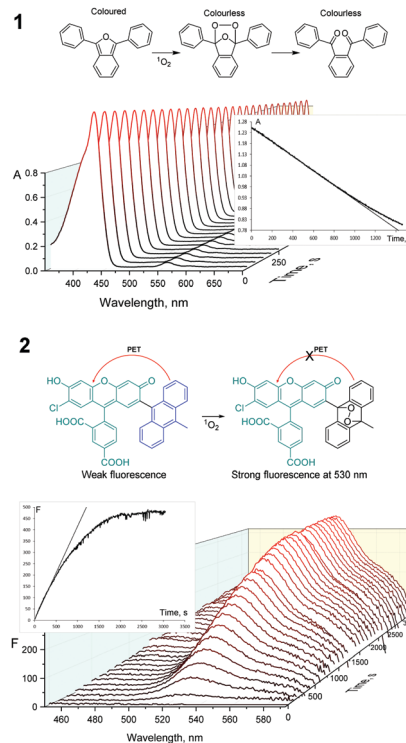 1
Coloured
Colourless
Colourless
O
O O
O
O O
¹O₂
A
0.8
0.6
0.4
0.2
0.0
400 450 500 550 600 650
0
250
Time, s
Wavelength, nm
A
1.28
1.23
1.18
1.13
1.08
1.03
0.98
0.93
0.88
0.83
0.78
0 200 400 600 800 1000 1200 1400
Time,
2
PET
HO O O
Cl
HOOC
COOH
Weak fluorescence
¹O₂
X PET
HO O O
Cl
O
O
HOOC
COOH
Strong fluorescence at 530 nm
F
500
450
400
350
300
250
200
150
100
50
0
0 500 1000 1500 2000 2500 3000 3500
Time, s
F
200
100
0
460 480 500 520 540 560 580
0
500
1000
1500
2000
2500
Wavelength, nm